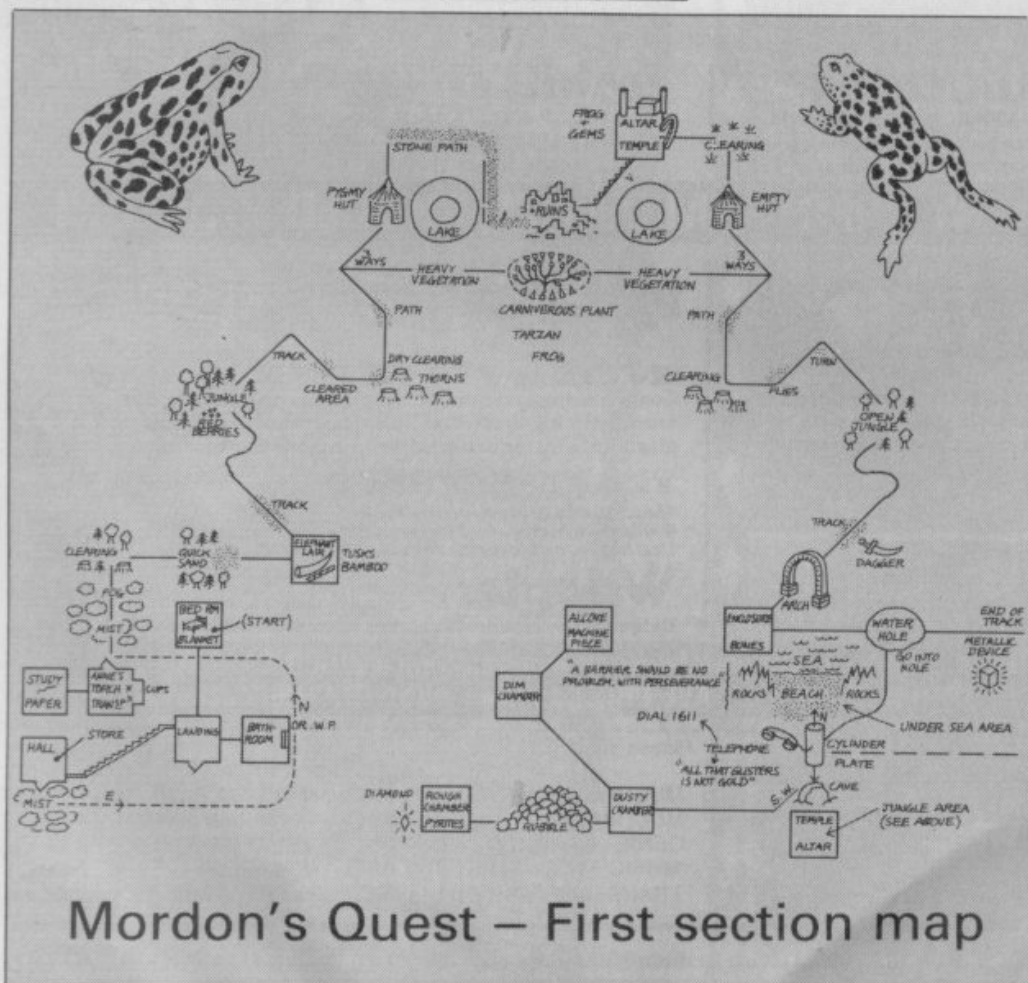 FROG
+
GEMS
ALTAR
TEMPLE
CLEARING
STONE PATH
PYGMY
HUT
LAKE
RUINS
LAKE
EMPTY
HUT
3
WAYS
HEAVY
VEGETATION
HEAVY
VEGETATION
3
WAYS
CARNIVEROUS PLANT
TARZAN
FROG
PATH
PATH
TRACK
DRY CLEARING
THORNS
CLEARED
AREA
JUNGLE
RED
BERRIES
CLEARING
FLIES
TURN
OPEN
JUNGLE
TRACK
TRACK
DAGGER
CLEARING
QUICK
SAND
ELEPHANT
LAIR
TUSKS
BAMBOO
FOG
MIST
BED RM
BLANKET
(START)
ARCH
ENCLOSURE
BONES
WATER
HOLE
END OF
TRACK
METALLIC
DEVICE
GO INTO
HOLE
ALCOVE
MACHINE
PIECE
"A BARRIER SHOULD BE NO
PROBLEM, WITH PERSEVERANCE"
SEA
ROCKS
BEACH
ROCKS
UNDER SEA AREA
STUDY
PAPER
ANNEXE
TORCH
CUPS
N
OR. W.P.
HALL
STORE
LANDING
BATH-
ROOM
MIST
E
DIM
CHAMBER
DIAL 1611
TELEPHONE
"ALL THAT GLISTERS
IS NOT GOLD"
N
CYLINDER
PLATE
CAVE
S.W.
DIAMOND
ROUGH
CHAMBER
PYRITES
RUBBLE
DUSTY
CHAMBER
TEMPLE
ALTAR
JUNGLE AREA
(SEE ABOVE)
Mordon's Quest – First section map